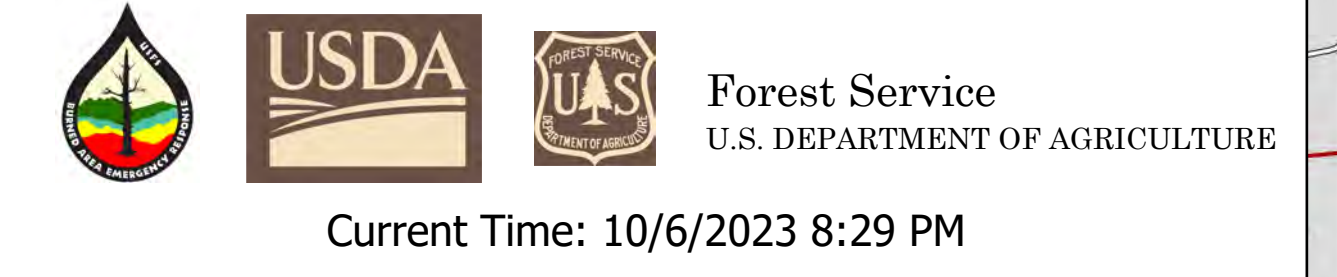 USFS
BURNED AREA EMERGENCY RESPONSE
USDA
FOREST SERVICE
U S
DEPARTMENT OF AGRICULTURE
Forest Service
U.S. DEPARTMENT OF AGRICULTURE
Current Time: 10/6/2023 8:29 PM